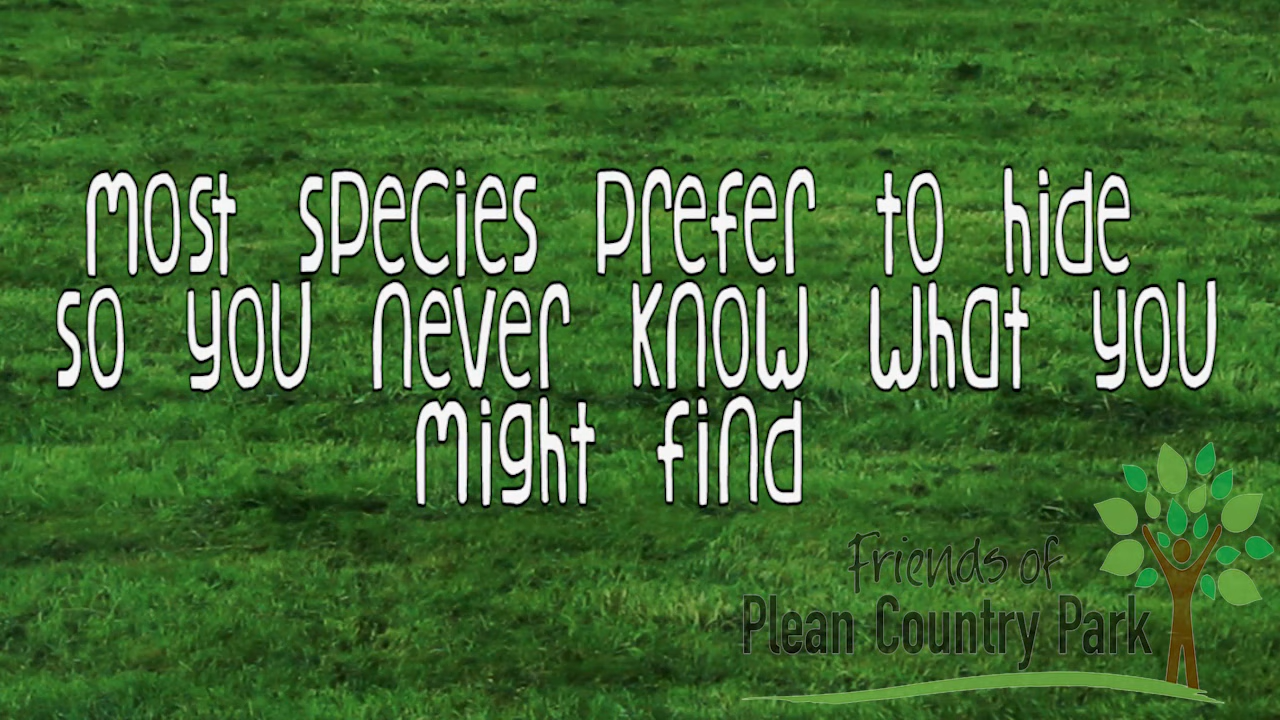 Most species prefer to hide
so you never know what you
might find
Friends of
Plean Country Park